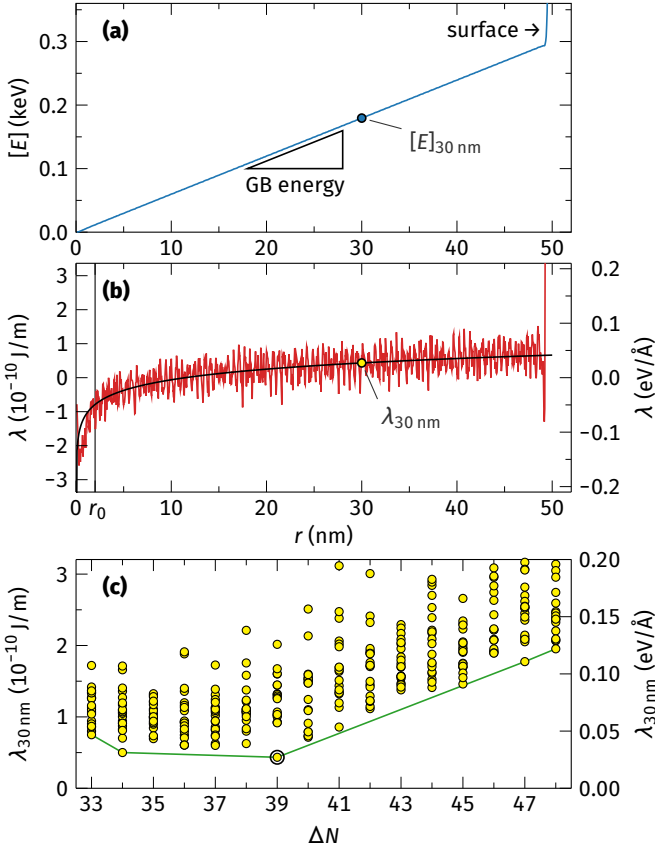 (a)
surface →
[E] (keV)
0.3
0.2
0.1
0.0
[E]30 nm
GB energy
0 10 20 30 40 50
(b)
λ (10⁻¹⁰ J/m)
3
2
1
0
−1
−2
−3
0.2
0.1
0.0
−0.1
−0.2
λ (eV/Å)
λ30 nm
0 r0 10 20 30 40 50
r (nm)
(c)
λ30 nm (10⁻¹⁰ J/m)
3
2
1
0
0.20
0.15
0.10
0.05
0.00
λ30 nm (eV/Å)
33 35 37 39 41 43 45 47
ΔN